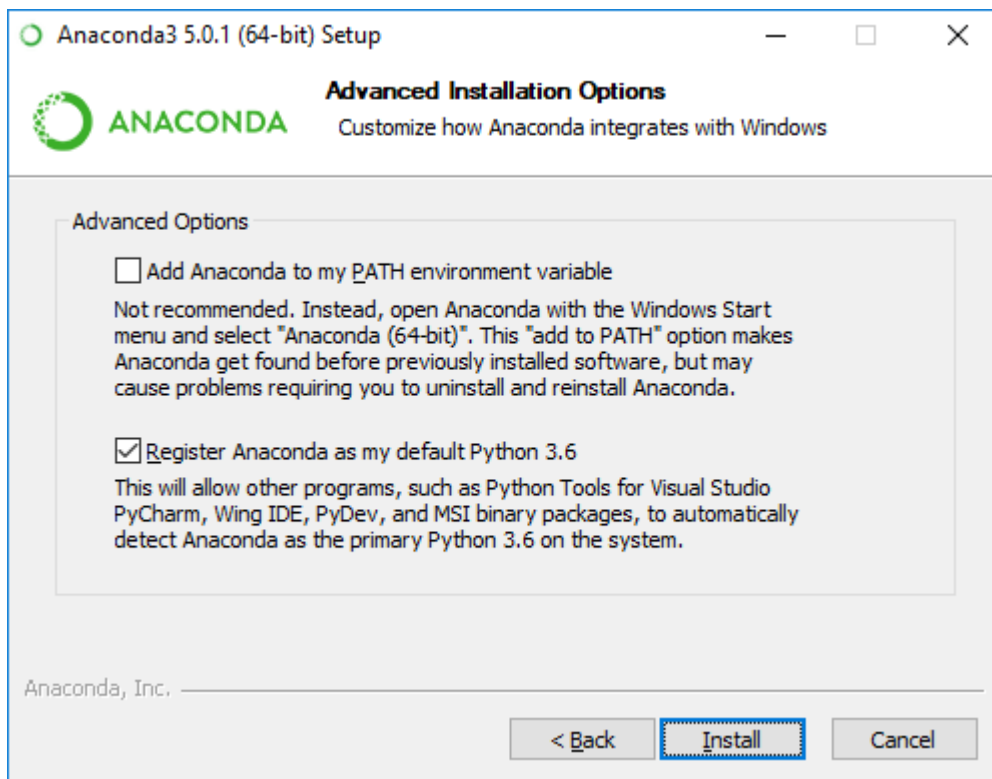 Anaconda3 5.0.1 (64-bit) Setup
ANACONDA
Advanced Installation Options
Customize how Anaconda integrates with Windows
Advanced Options
Add Anaconda to my PATH environment variable
Not recommended. Instead, open Anaconda with the Windows Start
menu and select "Anaconda (64-bit)". This "add to PATH" option makes
Anaconda get found before previously installed software, but may
cause problems requiring you to uninstall and reinstall Anaconda.
Register Anaconda as my default Python 3.6
This will allow other programs, such as Python Tools for Visual Studio
PyCharm, Wing IDE, PyDev, and MSI binary packages, to automatically
detect Anaconda as the primary Python 3.6 on the system.
Anaconda, Inc.
< Back
Install
Cancel